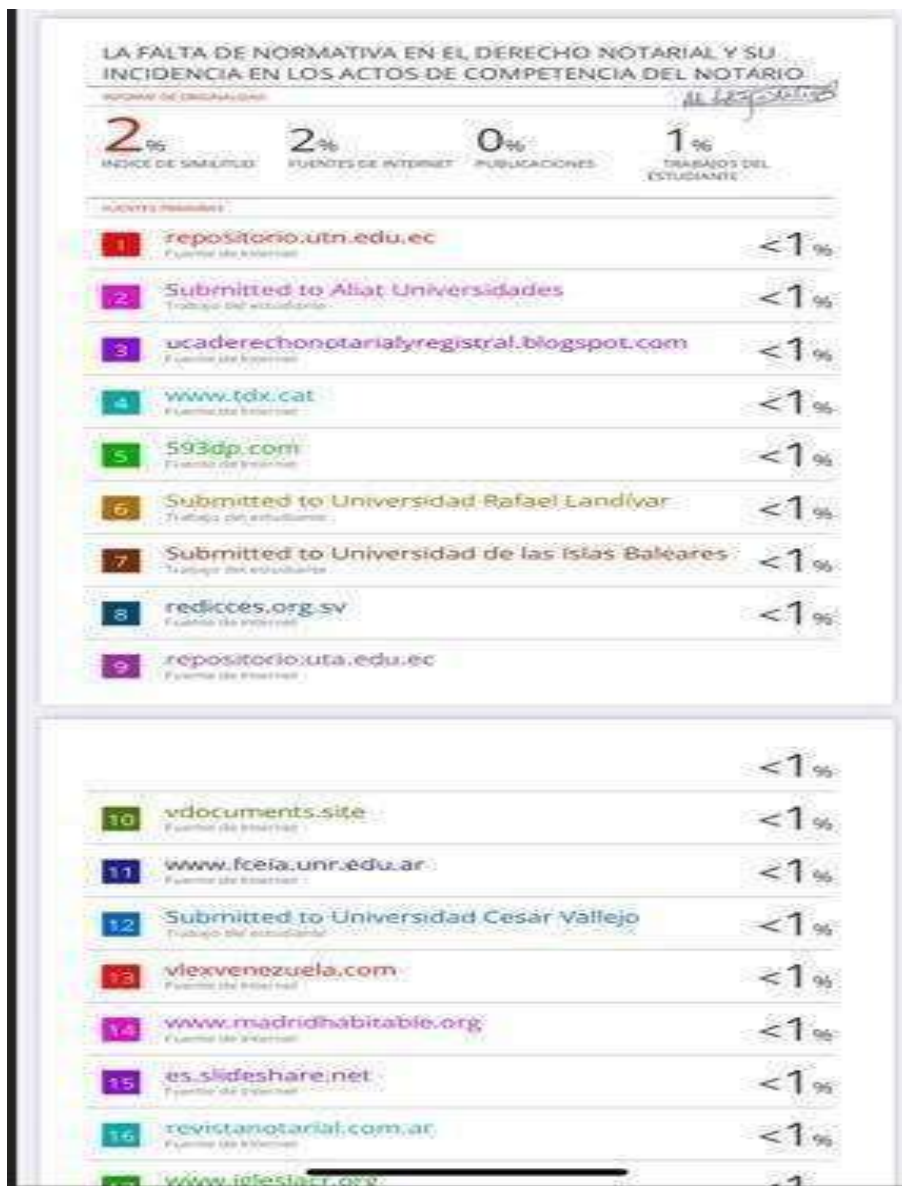 LA FALTA DE NORMATIVA EN EL DERECHO NOTARIAL Y SU
INCIDENCIA EN LOS ACTOS DE COMPETENCIA DEL NOTARIO
INFORME DE ORIGINALIDAD
2% 2% 0% 1%
INDICE DE SIMILITUD FUENTES DE INTERNET PUBLICACIONES TRABAJOS DEL
ESTUDIANTE
FUENTES PRIMARIAS
1 repositorio.utn.edu.ec <1%
Fuente de Internet
2 Submitted to Aliat Universidades <1%
Trabajo del estudiante
3 ucaderechonotarialyregistral.blogspot.com <1%
Fuente de Internet
4 www.tdx.cat <1%
Fuente de Internet
5 593dp.com <1%
Fuente de Internet
6 Submitted to Universidad Rafael Landívar <1%
Trabajo del estudiante
7 Submitted to Universidad de las Islas Baleares <1%
Trabajo del estudiante
8 redicces.org.sv <1%
Fuente de Internet
9 repositorio.uta.edu.ec
Fuente de Internet
<1%
10 vdocuments.site <1%
Fuente de Internet
11 www.fceia.unr.edu.ar <1%
Fuente de Internet
12 Submitted to Universidad Cesar Vallejo <1%
Trabajo del estudiante
13 vlexvenezuela.com <1%
Fuente de Internet
14 www.madridhabitable.org <1%
Fuente de Internet
15 es.slideshare.net <1%
Fuente de Internet
16 revistanotarial.com.ar <1%
Fuente de Internet
17 www.iglesiacr.org <1